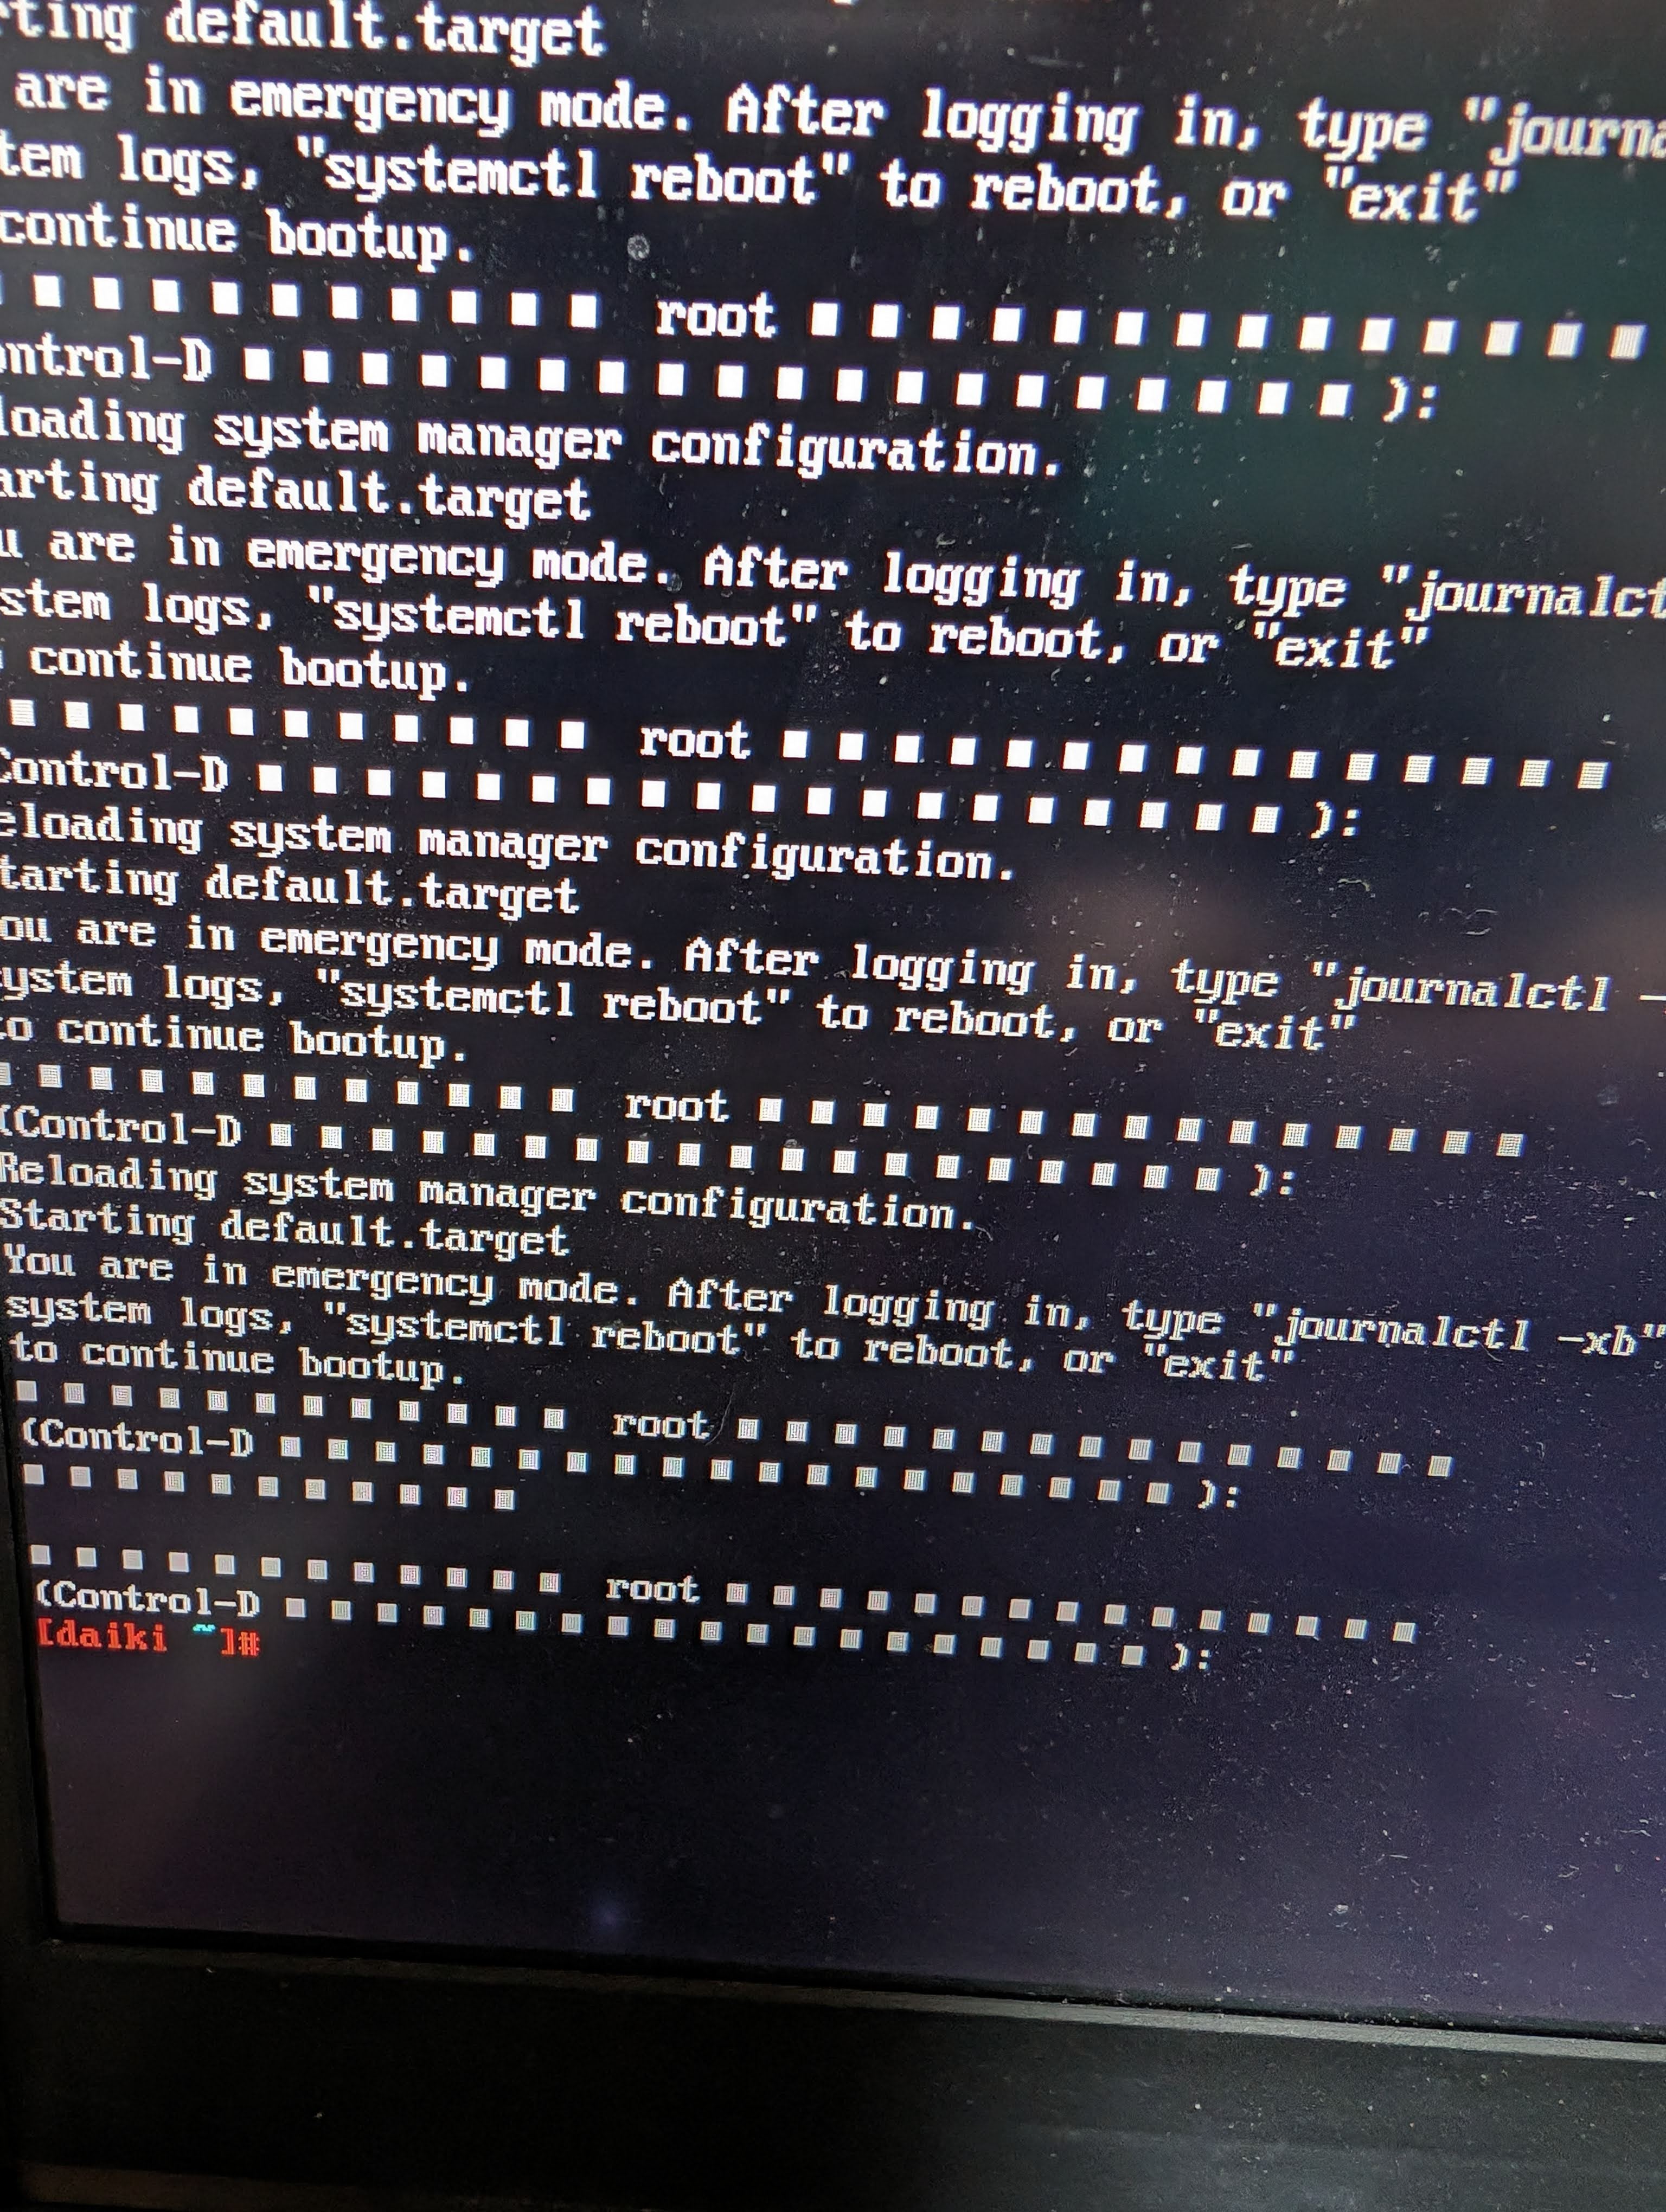 rting default.target
are in emergency mode. After logging in, type "journa
tem logs, "systemctl reboot" to reboot, or "exit"
continue bootup.
■ ■ ■ ■ ■ ■ ■ ■ ■ ■ ■ root ■ ■ ■ ■ ■ ■ ■ ■ ■ ■ ■ ■ ■ ■
ontrol-D ■ ■ ■ ■ ■ ■ ■ ■ ■ ■ ■ ■ ■ ■ ■ ■ ■ ■ ■ ):
loading system manager configuration.
arting default.target
u are in emergency mode. After logging in, type "journalct
stem logs, "systemctl reboot" to reboot, or "exit"
continue bootup.
■ ■ ■ ■ ■ ■ ■ ■ ■ ■ ■ root ■ ■ ■ ■ ■ ■ ■ ■ ■ ■ ■ ■ ■ ■ ■
Control-D ■ ■ ■ ■ ■ ■ ■ ■ ■ ■ ■ ■ ■ ■ ■ ■ ■ ■ ■ ):
eloading system manager configuration.
tarting default.target
ou are in emergency mode. After logging in, type "journalctl -
ystem logs, "systemctl reboot" to reboot, or "exit"
to continue bootup.
■ ■ ■ ■ ■ ■ ■ ■ ■ ■ ■ ■ root ■ ■ ■ ■ ■ ■ ■ ■ ■ ■ ■ ■ ■ ■ ■
(Control-D ■ ■ ■ ■ ■ ■ ■ ■ ■ ■ ■ ■ ■ ■ ■ ■ ■ ■ ■ ):
Reloading system manager configuration.
Starting default.target
You are in emergency mode. After logging in, type "journalctl -xb"
system logs, "systemctl reboot" to reboot, or "exit"
to continue bootup.
■ ■ ■ ■ ■ ■ ■ ■ ■ ■ ■ ■ root ■ ■ ■ ■ ■ ■ ■ ■ ■ ■ ■ ■ ■ ■ ■
(Control-D ■ ■ ■ ■ ■ ■ ■ ■ ■ ■ ■ ■ ■ ■ ■ ■ ■ ■ ■ ):
■ ■ ■ ■ ■ ■ ■ ■ ■ ■ ■
■ ■ ■ ■ ■ ■ ■ ■ ■ ■ ■ ■ root ■ ■ ■ ■ ■ ■ ■ ■ ■ ■ ■ ■ ■ ■ ■
(Control-D ■ ■ ■ ■ ■ ■ ■ ■ ■ ■ ■ ■ ■ ■ ■ ■ ■ ■ ■ ):
[daiki ~]#